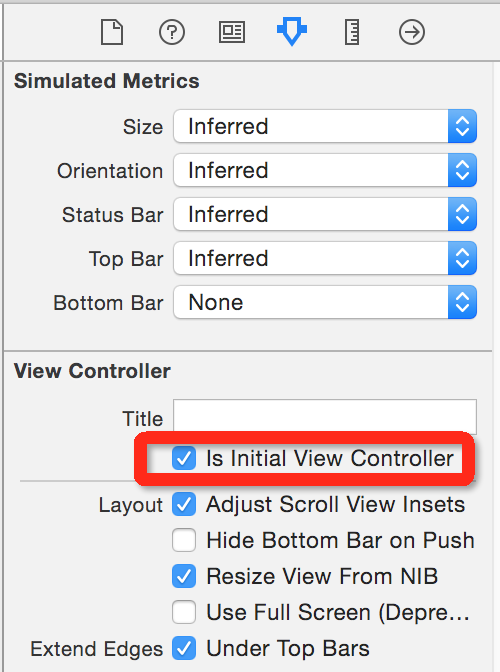 Simulated Metrics
Size Inferred
Orientation Inferred
Status Bar Inferred
Top Bar Inferred
Bottom Bar None
View Controller
Title
Is Initial View Controller
Layout Adjust Scroll View Insets
Hide Bottom Bar on Push
Resize View From NIB
Use Full Screen (Depre...
Extend Edges Under Top Bars